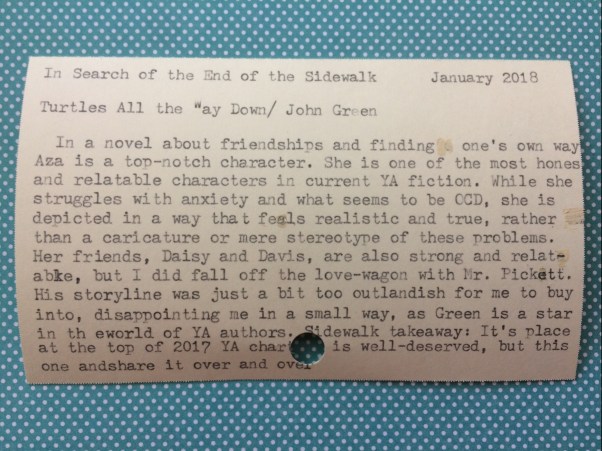 In Search of the End of the Sidewalk January 2018
Turtles All the "ay Down/ John Green
In a novel about friendships and finding one's own way
Aza is a top-notch character. She is one of the most hones
and relatable characters in current YA fiction. While she
struggles with anxiety and what seems to be OCD, she is
depicted in a way that feels realistic and true, rather
than a caricature or mere stereotype of these problems.
Her friends, Daisy and Davis, are also strong and relat-
able, but I did fall off the love-wagon with Mr. Pickett.
His storyline was just a bit too outlandish for me to buy
into, disappointing me in a small way, as Green is a star
in th eworld of YA authors. Sidewalk takeaway: It's place
at the top of 2017 YA char is well-deserved, but this
one andshare it over and over